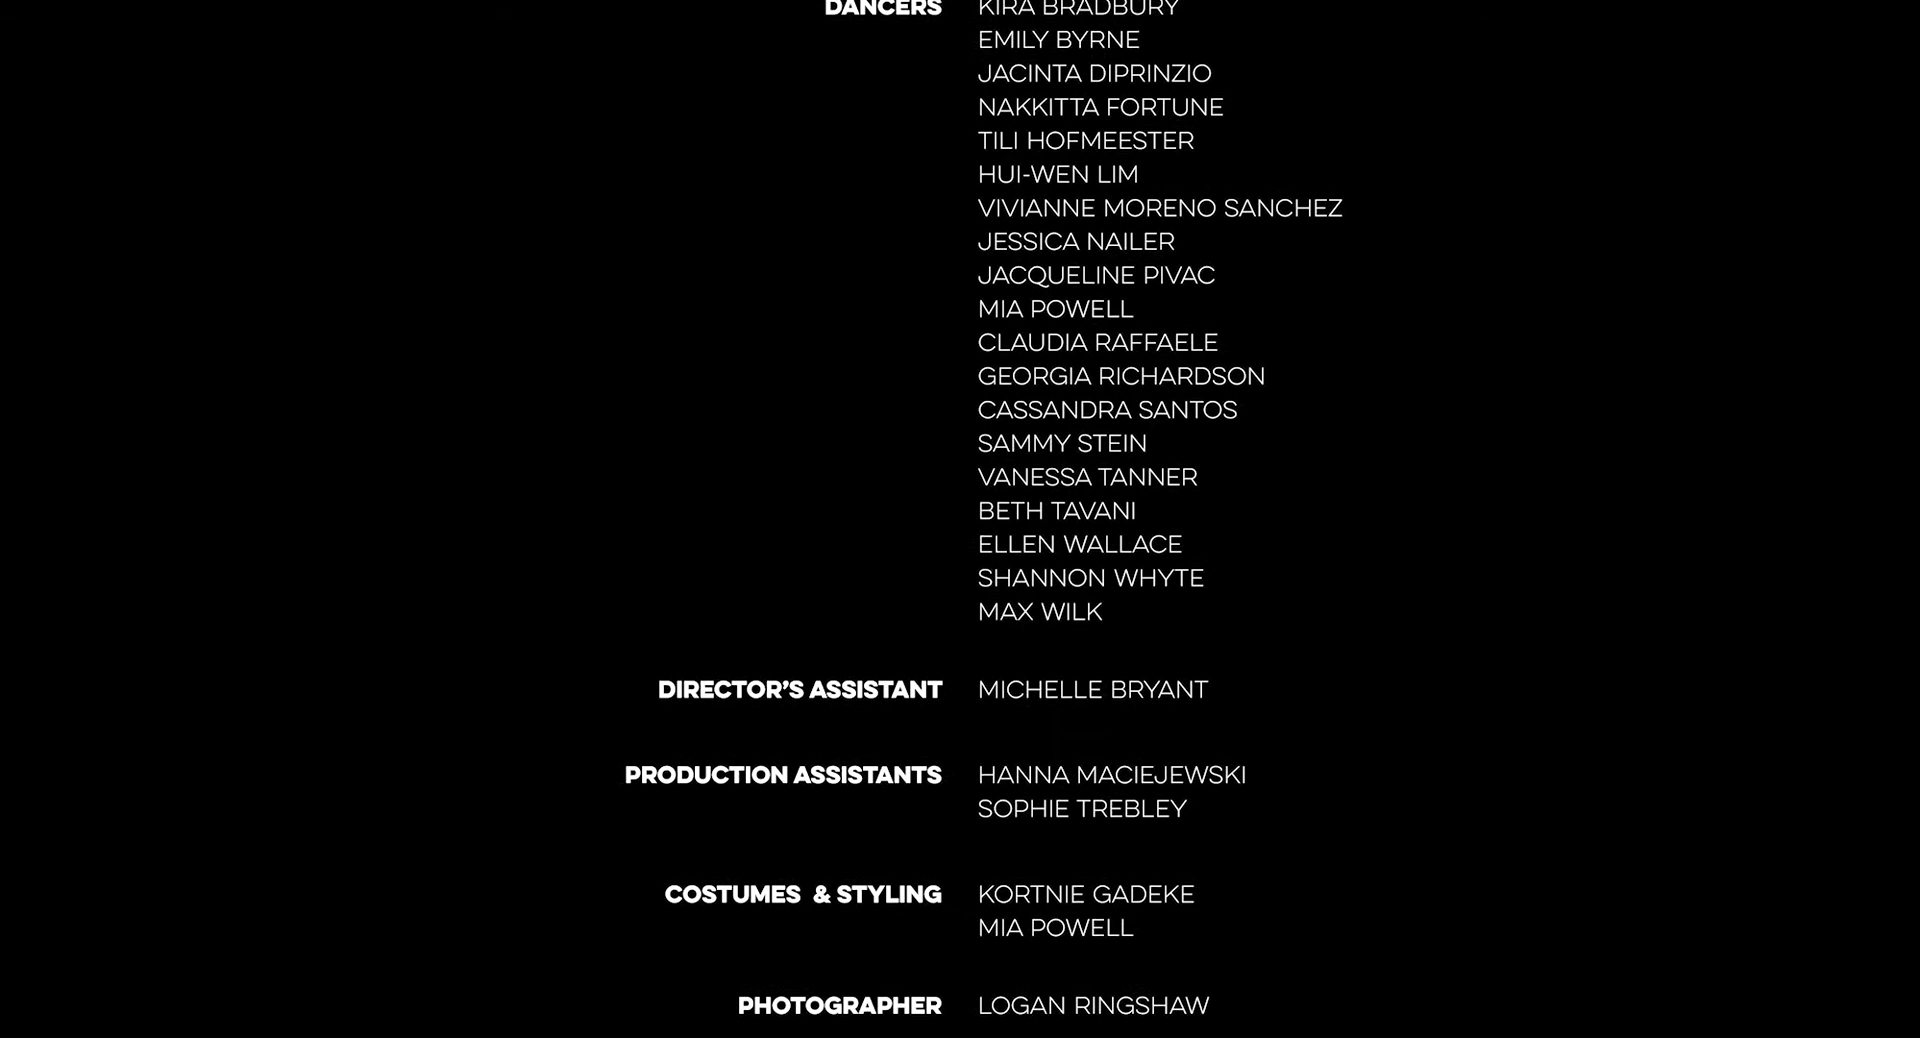 DANCERS KIRA BRADBURY
EMILY BYRNE
JACINTA DIPRINZIO
NAKKITTA FORTUNE
TILI HOFMEESTER
HUI-WEN LIM
VIVIANNE MORENO SANCHEZ
JESSICA NAILER
JACQUELINE PIVAC
MIA POWELL
CLAUDIA RAFFAELE
GEORGIA RICHARDSON
CASSANDRA SANTOS
SAMMY STEIN
VANESSA TANNER
BETH TAVANI
ELLEN WALLACE
SHANNON WHYTE
MAX WILK
DIRECTOR'S ASSISTANT MICHELLE BRYANT
PRODUCTION ASSISTANTS HANNA MACIEJEWSKI
SOPHIE TREBLEY
COSTUMES & STYLING KORTNIE GADEKE
MIA POWELL
PHOTOGRAPHER LOGAN RINGSHAW